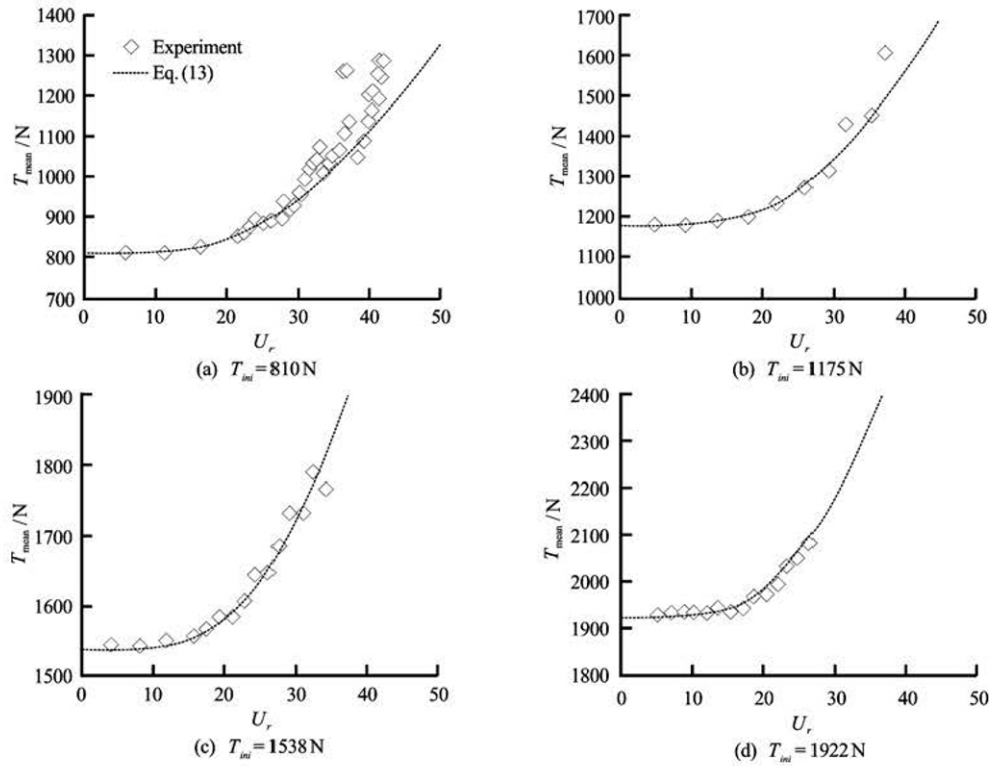 1400
1300
1200
1100
1000
900
800
700
T_mean /N
Experiment
Eq. (13)
0 10 20 30 40 50
U_r
(a) T_ini = 810 N
1700
1600
1500
1400
1300
1200
1100
1000
T_mean /N
0 10 20 30 40 50
U_r
(b) T_ini = 1175 N
1900
1800
1700
1600
1500
T_mean /N
0 10 20 30 40 50
U_r
(c) T_ini = 1538 N
2400
2300
2200
2100
2000
1900
1800
T_mean /N
0 10 20 30 40 50
U_r
(d) T_ini = 1922 N